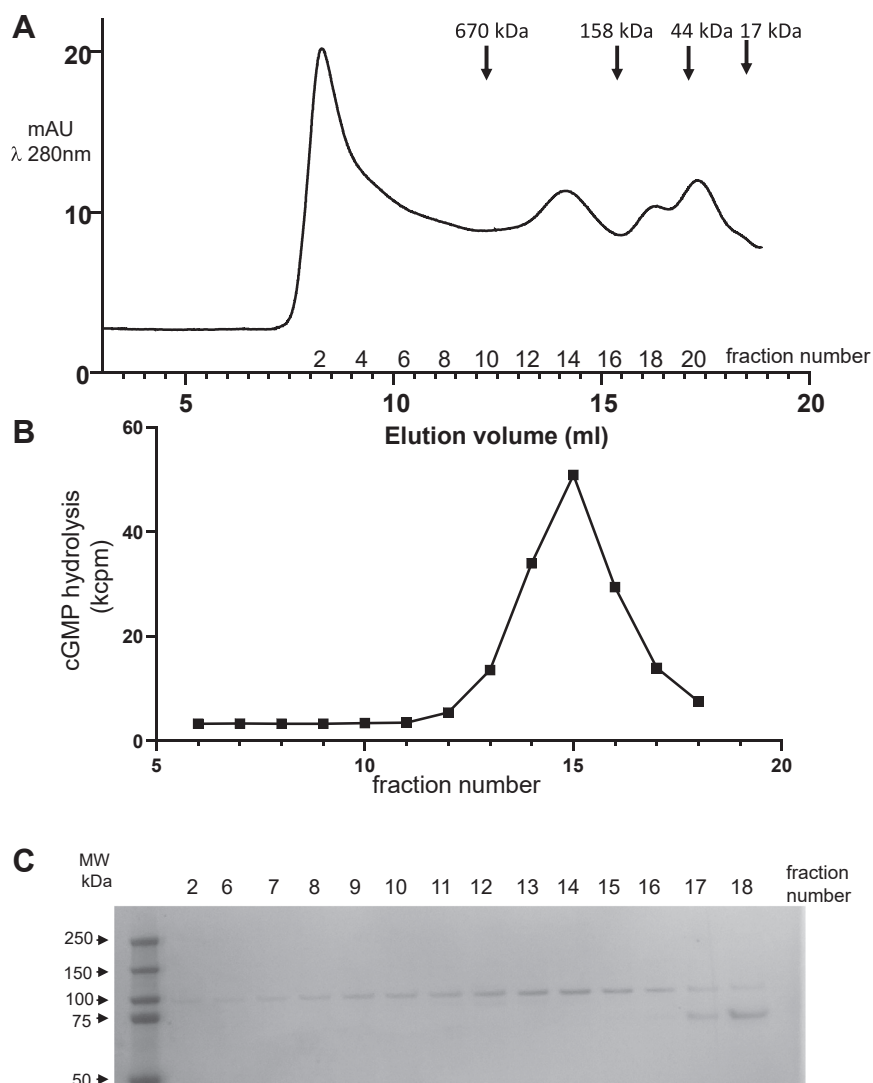 A
670 kDa 158 kDa 44 kDa 17 kDa
20
mAU
λ 280nm
10
2 4 6 8 10 12 14 16 18 20 fraction number
0
5 10 15 20
Elution volume (ml)
B
60
cGMP hydrolysis
(kcpm)
40
20
0
5 10 15 20
fraction number
C
MW
kDa
2 6 7 8 9 10 11 12 13 14 15 16 17 18
fraction
number
250
150
100
75
50